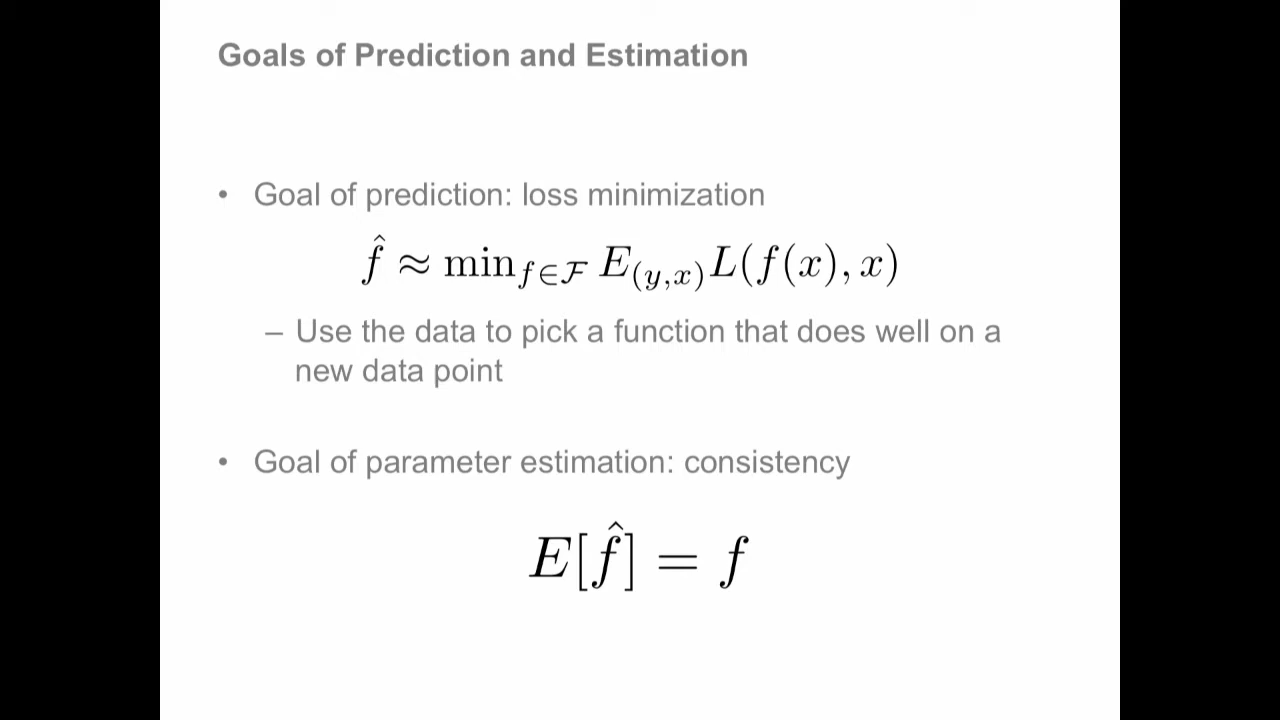 Goals of Prediction and Estimation
• Goal of prediction: loss minimization
f̂ ≈ min_{f∈ℱ} E_{(y,x)} L(f(x), x)
– Use the data to pick a function that does well on a
new data point
• Goal of parameter estimation: consistency
E[f̂] = f